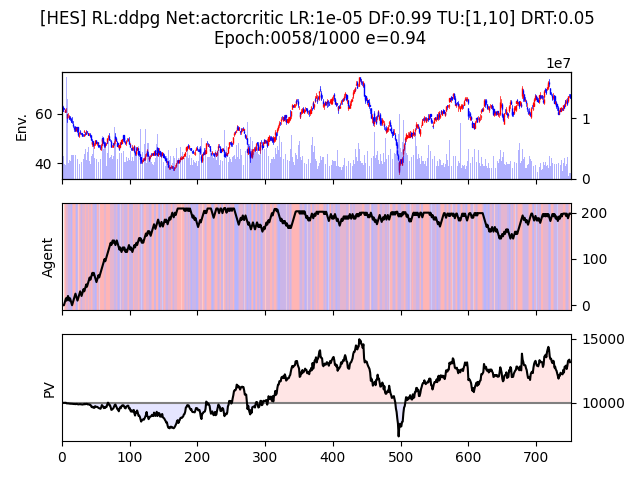 [HES] RL:ddpg Net:actorcritic LR:1e-05 DF:0.99 TU:[1,10] DRT:0.05
Epoch:0058/1000 e=0.94
1e7
Env.
60
40
1
0
Agent
200
100
0
PV
15000
10000
0 100 200 300 400 500 600 700